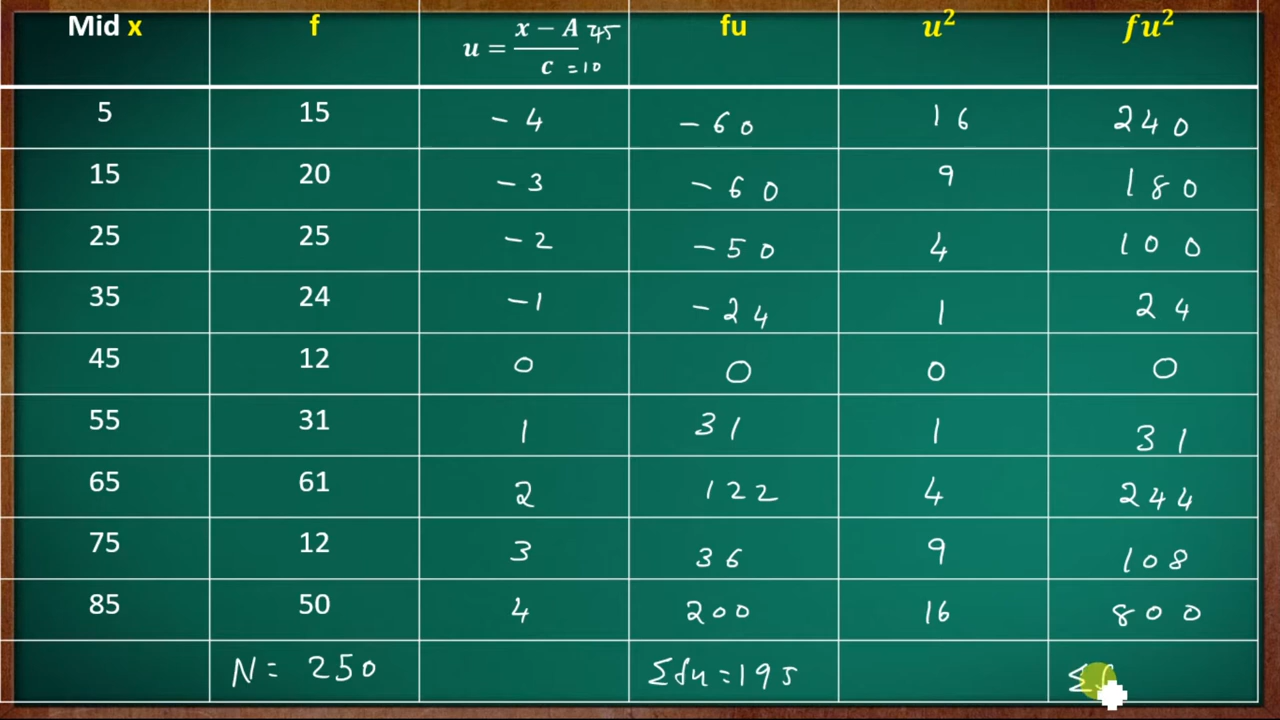 Mid x f u = x − A 45 / c = 10 fu u² fu²
5 15 - 4 - 60 16 240
15 20 - 3 - 60 9 180
25 25 - 2 - 50 4 100
35 24 - 1 - 24 1 24
45 12 0 0 0 0
55 31 1 31 1 31
65 61 2 122 4 244
75 12 3 36 9 108
85 50 4 200 16 800
N = 250 Σfu = 195 Σ